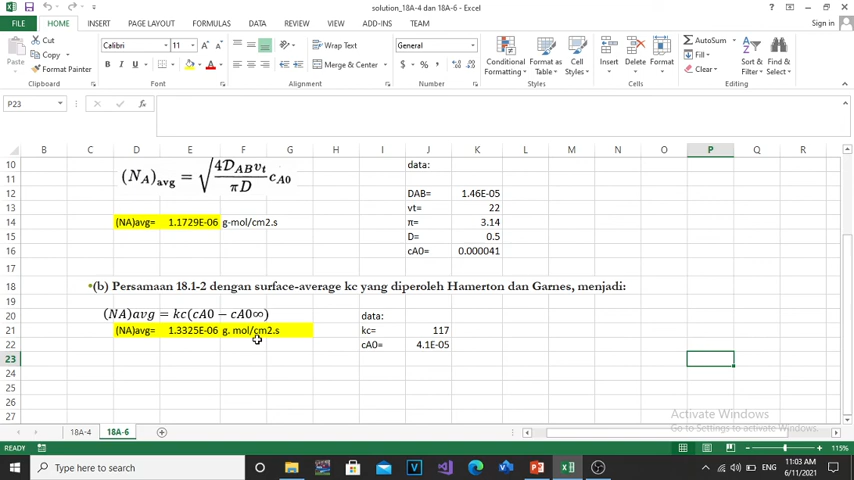 solution_18A-4 dan 18A-6 - Excel
Sign in
FILE HOME INSERT PAGE LAYOUT FORMULAS DATA REVIEW VIEW ADD-INS TEAM
Cut
Copy
Format Painter
Paste
Clipboard
Calibri 11
B I U
Font
Wrap Text
Merge & Center
Alignment
General
$ % ,
Number
Conditional Formatting
Format as Table
Cell Styles
Styles
Insert Delete Format
Cells
AutoSum
Fill
Clear
Sort & Filter
Find & Select
Editing
P23
fx
B C D E F G H I J K L M N O P Q R
10 data:
11 (N_A)_avg = √(4D_AB v_t / πD) c_A0
12 DAB= 1.46E-05
13 vt= 22
14 (NA)avg= 1.1729E-06 g-mol/cm2.s π= 3.14
15 D= 0.5
16 cA0= 0.000041
17
18 •(b) Persamaan 18.1-2 dengan surface-average kc yang diperoleh Hamerton dan Garnes, menjadi:
19
20 (NA)avg = kc(cA0 − cA0∞) data:
21 (NA)avg= 1.3325E-06 g. mol/cm2.s kc= 117
22 cA0= 4.1E-05
23
24
25
26
27
Activate Windows
Go to Settings to activate Windows.
18A-4 18A-6
READY
115%
Type here to search
ENG
11:03 AM
6/11/2021